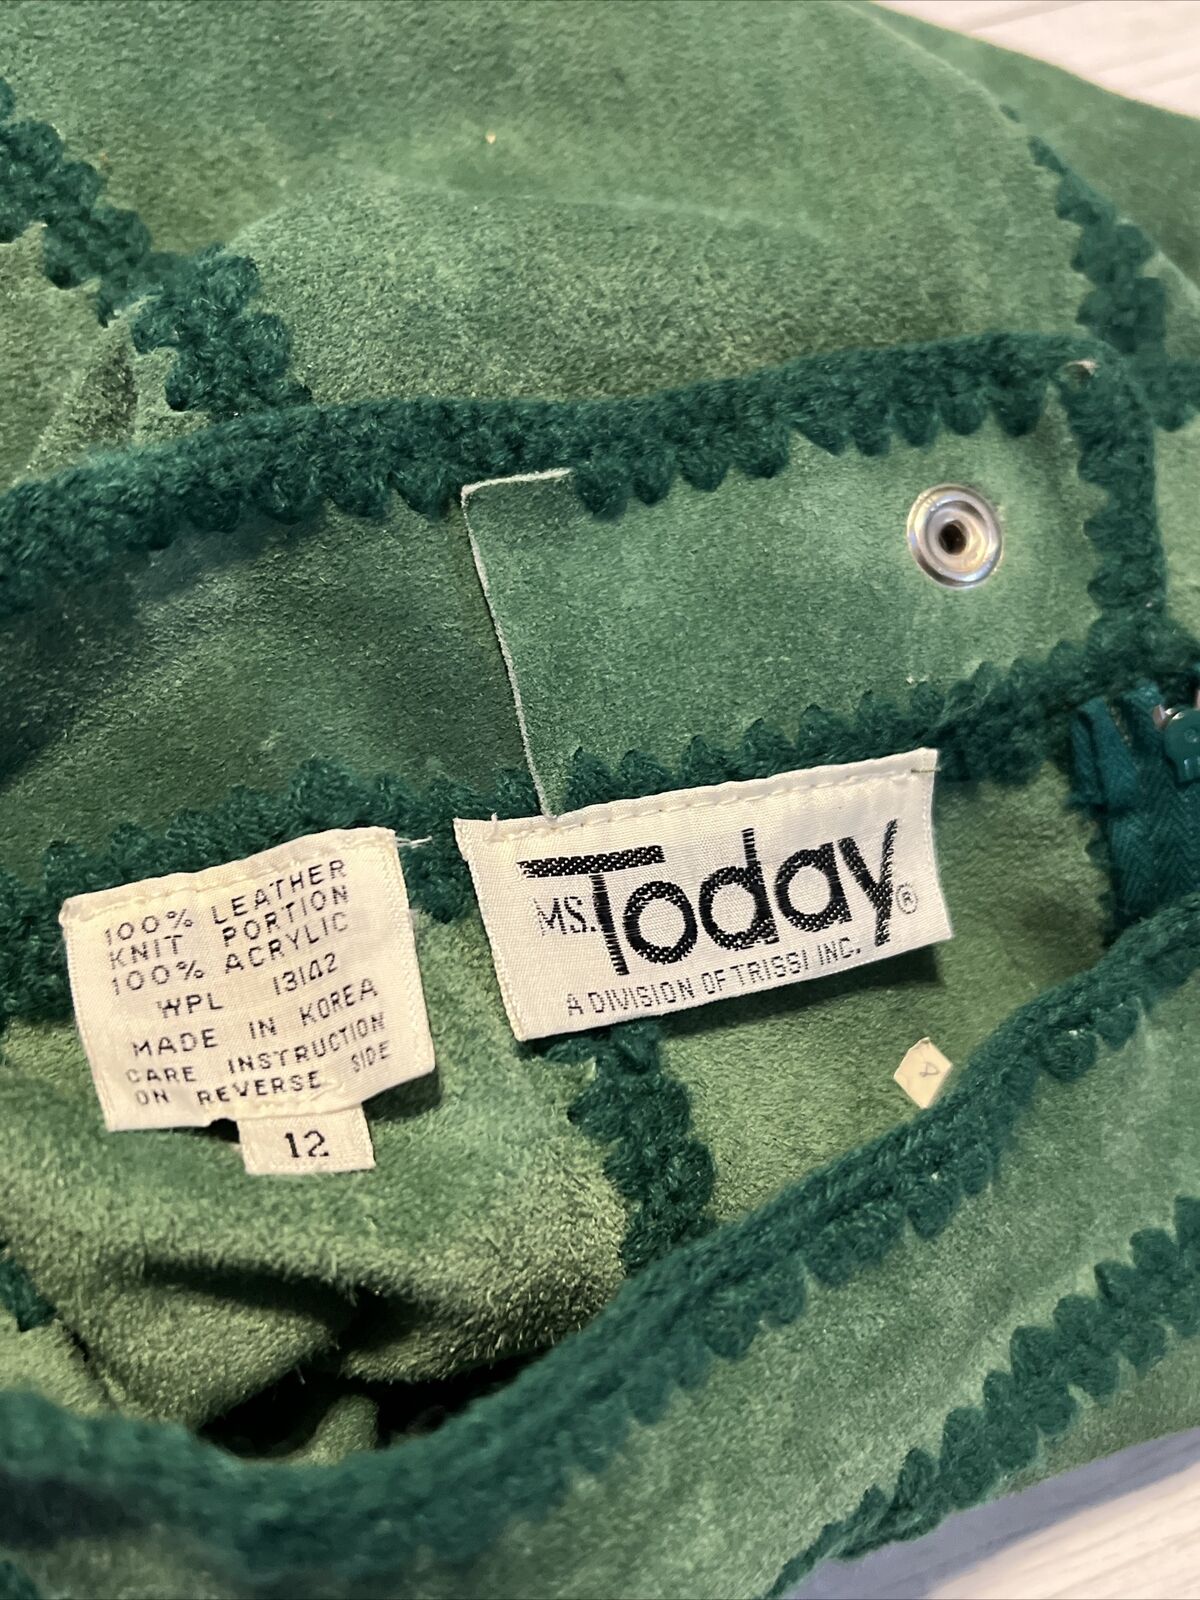 100% LEATHER
KNIT PORTION
100% ACRYLIC
WPL 13142
MADE IN KOREA
CARE INSTRUCTION
ON REVERSE SIDE
12
MS. Today®
A DIVISION OF TRISSI INC.